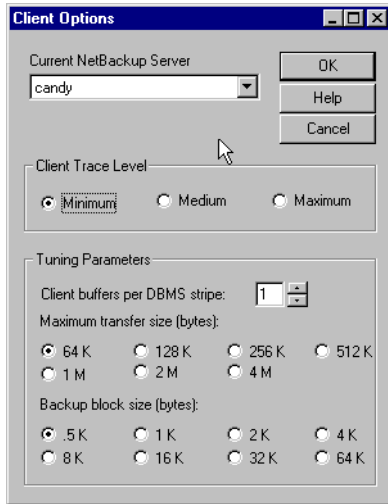 Client Options
Current NetBackup Server
candy
OK
Help
Cancel
Client Trace Level
Minimum Medium Maximum
Tuning Parameters
Client buffers per DBMS stripe: 1
Maximum transfer size (bytes):
64 K 128 K 256 K 512 K
1 M 2 M 4 M
Backup block size (bytes):
.5 K 1 K 2 K 4 K
8 K 16 K 32 K 64 K